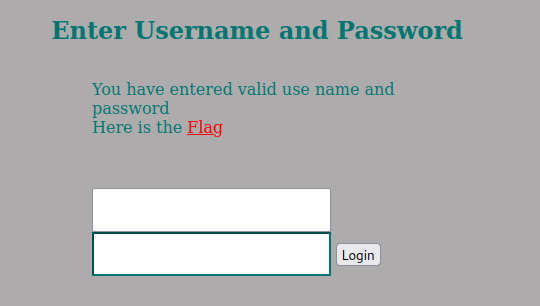 Enter Username and Password
You have entered valid use name and
password
Here is the Flag
Login